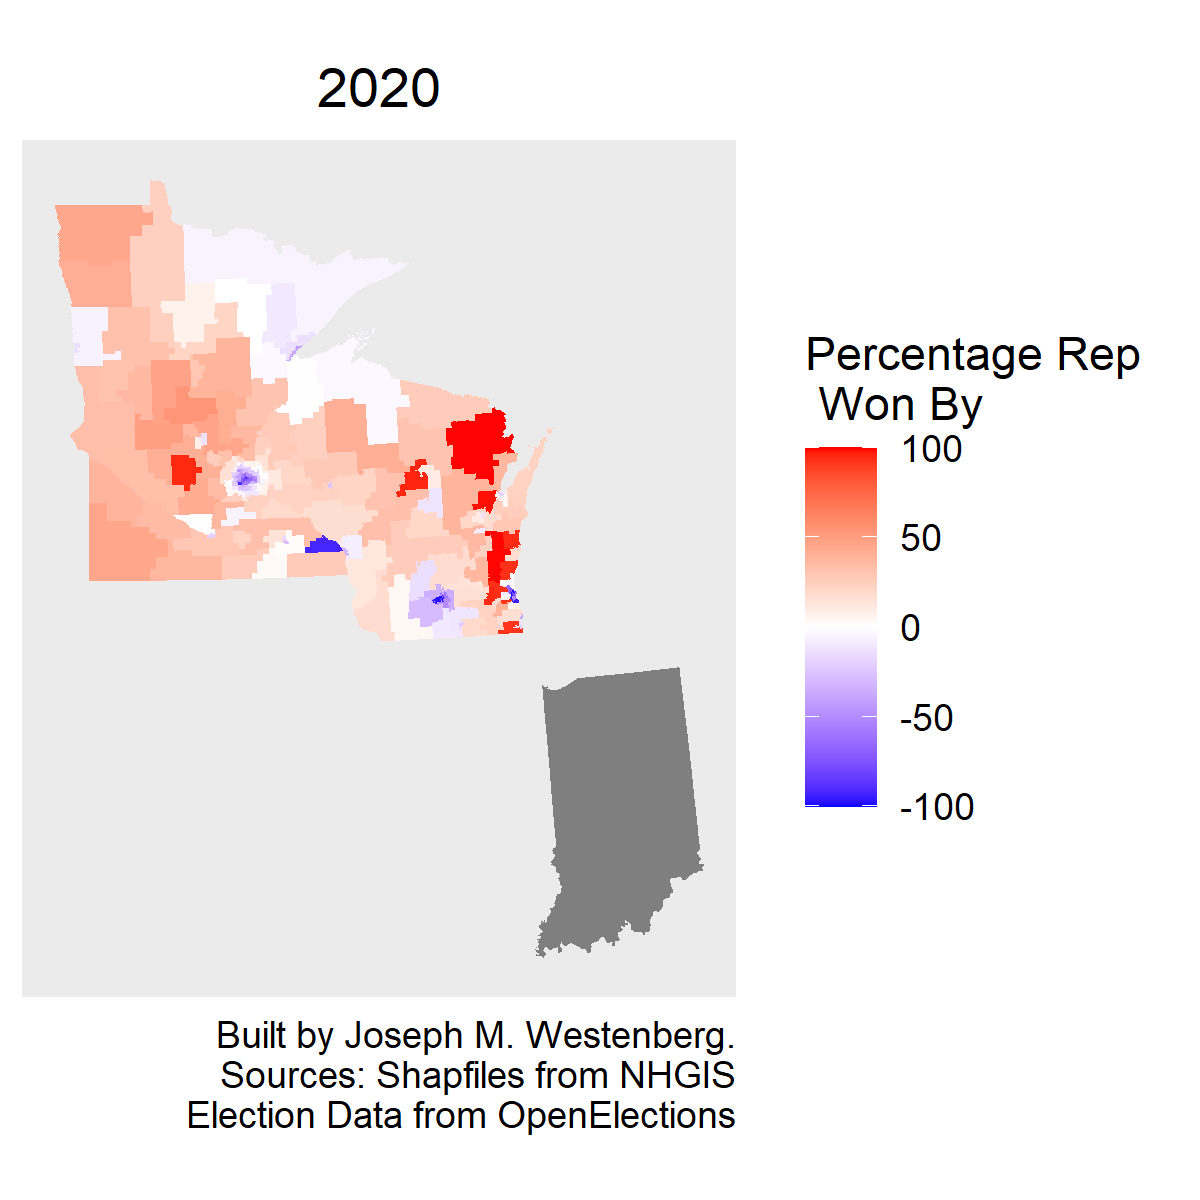 2020
Percentage Rep
Won By
100
50
0
-50
-100
Built by Joseph M. Westenberg.
Sources: Shapfiles from NHGIS
Election Data from OpenElections